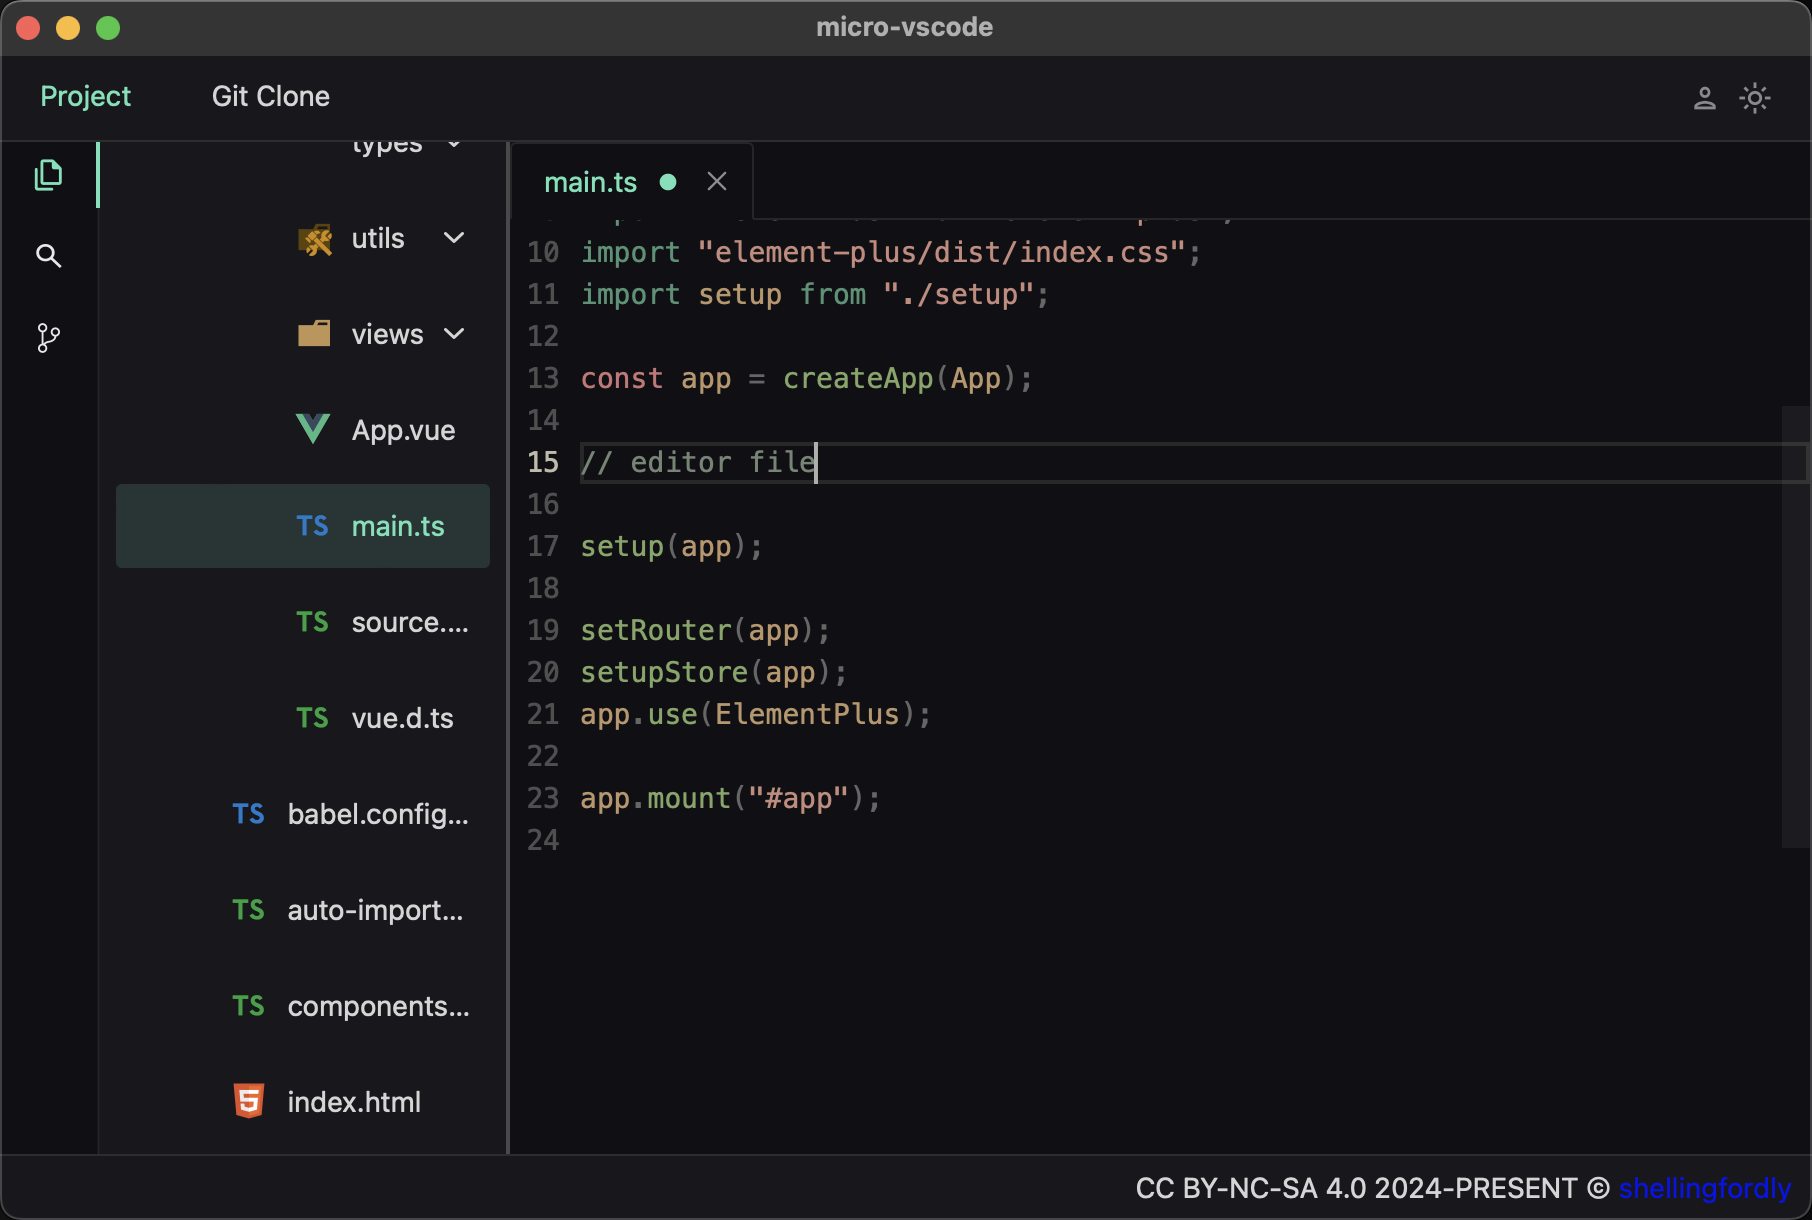 micro-vscode
Project
Git Clone
types
utils
views
App.vue
TS main.ts
TS source....
TS vue.d.ts
TS babel.config...
TS auto-import...
TS components...
5 index.html
main.ts
10 import "element-plus/dist/index.css";
11 import setup from "./setup";
12
13 const app = createApp(App);
14
15 // editor file
16
17 setup(app);
18
19 setRouter(app);
20 setupStore(app);
21 app.use(ElementPlus);
22
23 app.mount("#app");
24
CC BY-NC-SA 4.0 2024-PRESENT © shellingfordly